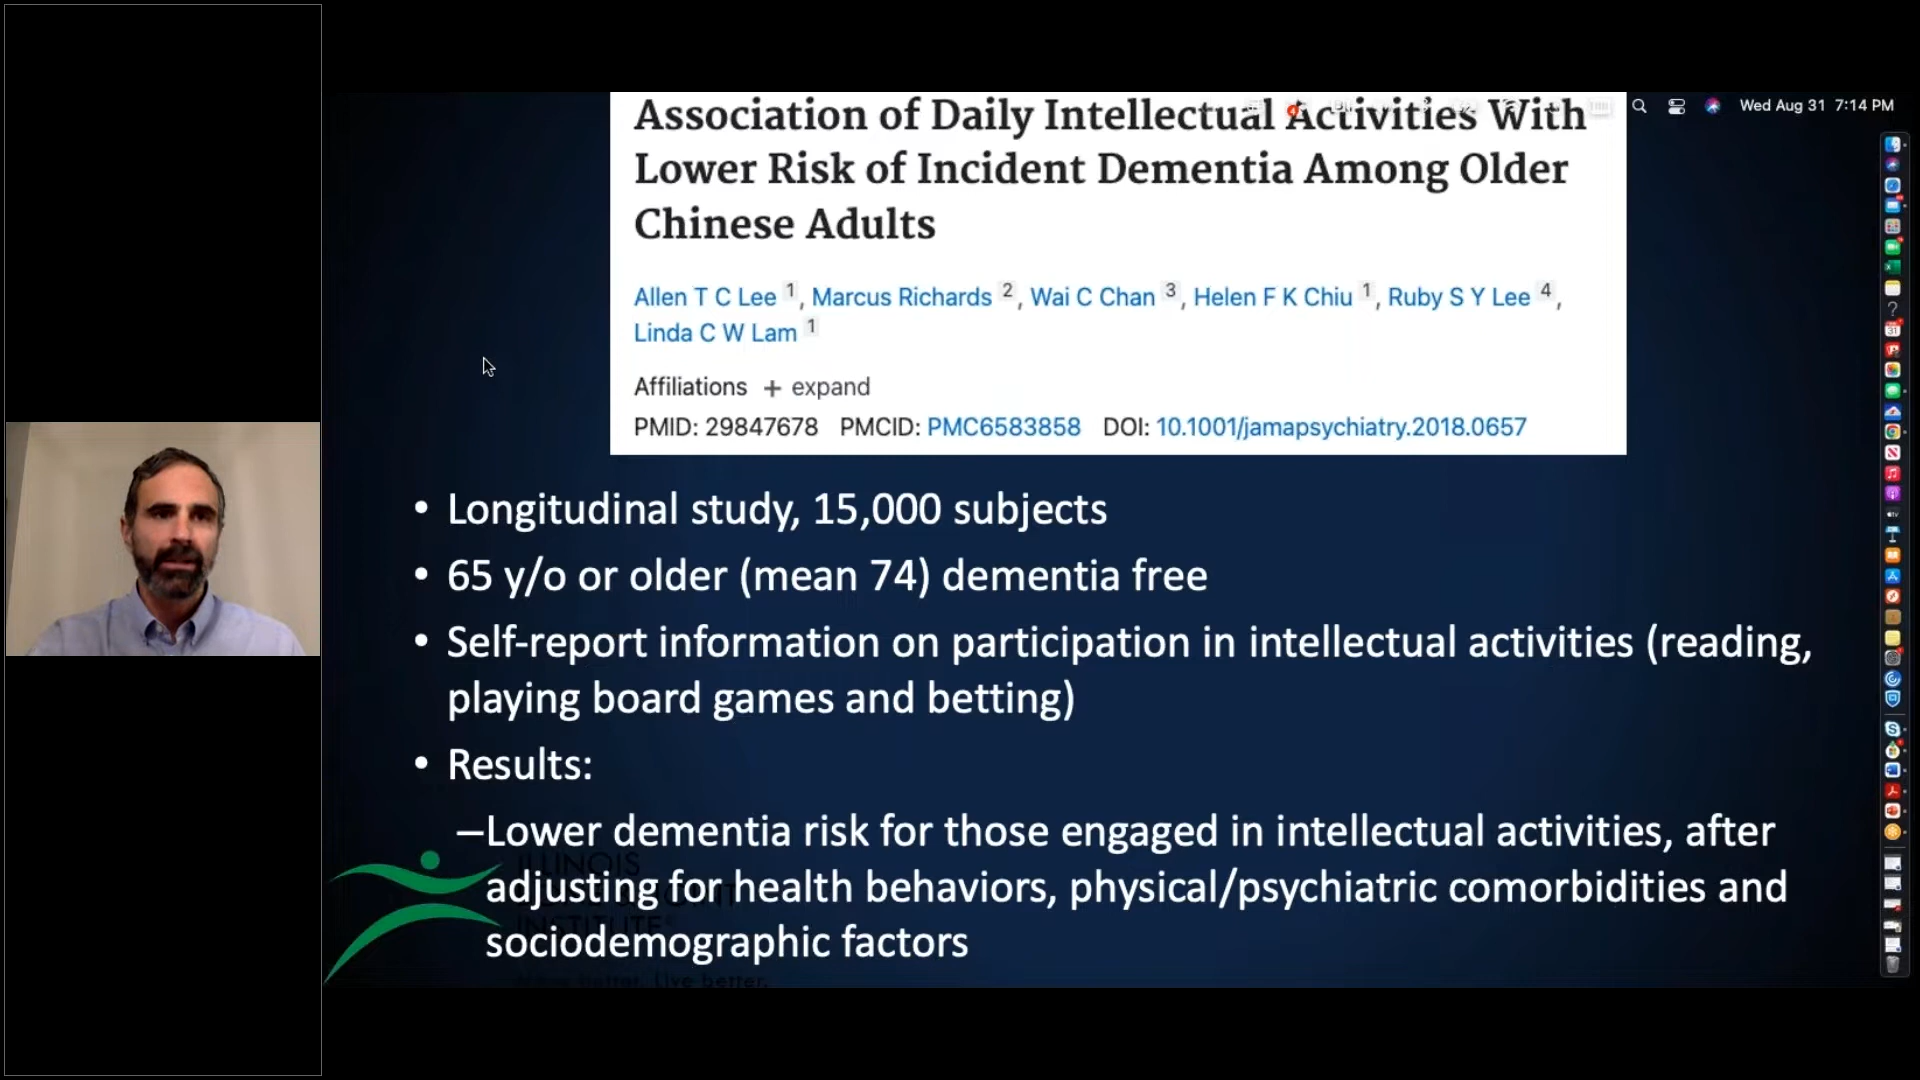 Wed Aug 31 7:14 PM
Association of Daily Intellectual Activities With
Lower Risk of Incident Dementia Among Older
Chinese Adults
Allen T C Lee 1, Marcus Richards 2, Wai C Chan 3, Helen F K Chiu 1, Ruby S Y Lee 4,
Linda C W Lam 1
Affiliations + expand
PMID: 29847678 PMCID: PMC6583858 DOI: 10.1001/jamapsychiatry.2018.0657
• Longitudinal study, 15,000 subjects
• 65 y/o or older (mean 74) dementia free
• Self-report information on participation in intellectual activities (reading,
playing board games and betting)
• Results:
–Lower dementia risk for those engaged in intellectual activities, after
adjusting for health behaviors, physical/psychiatric comorbidities and
sociodemographic factors
ILLINOIS
INSTITUTE
Live better.